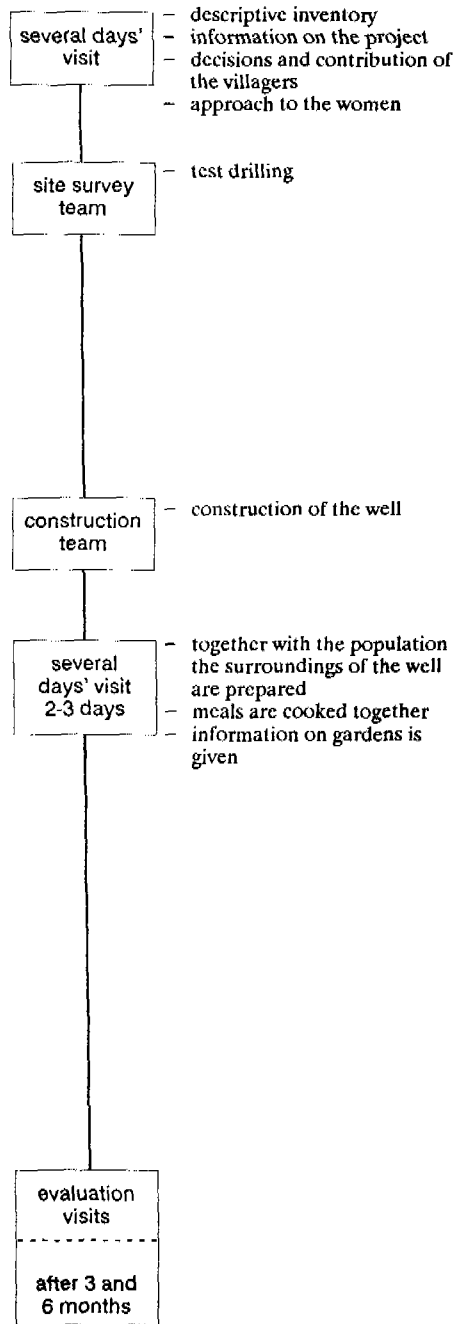 several days'
visit
– descriptive inventory
– information on the project
– decisions and contribution of
the villagers
– approach to the women
site survey
team
– test drilling
construction
team
– construction of the well
several
days' visit
2-3 days
– together with the population
the surroundings of the well
are prepared
– meals are cooked together
– information on gardens is
given
evaluation
visits
after 3 and
6 months